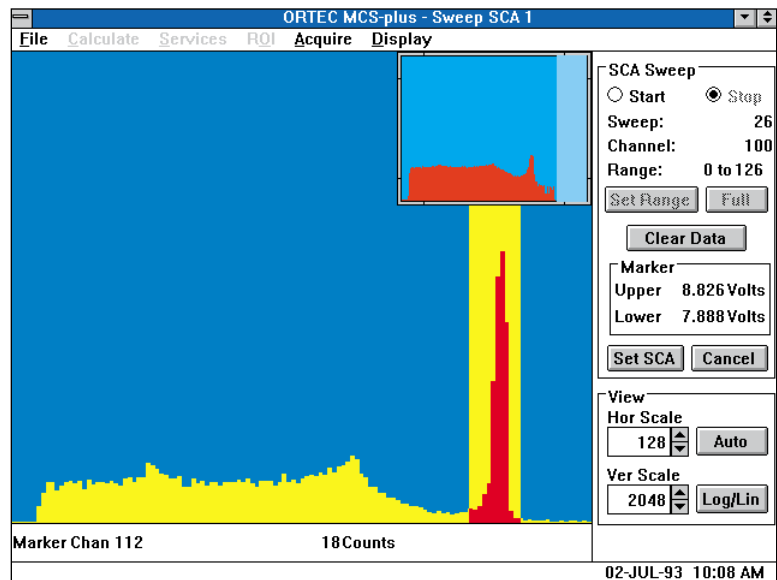 ORTEC MCS-plus - Sweep SCA 1
File Calculate Services ROI Acquire Display
SCA Sweep
Start Stop
Sweep: 26
Channel: 100
Range: 0 to 126
Set Range Full
Clear Data
Marker
Upper 8.826 Volts
Lower 7.888 Volts
Set SCA Cancel
View
Hor Scale
128 Auto
Ver Scale
2048 Log/Lin
Marker Chan 112 18 Counts
02-JUL-93 10:08 AM